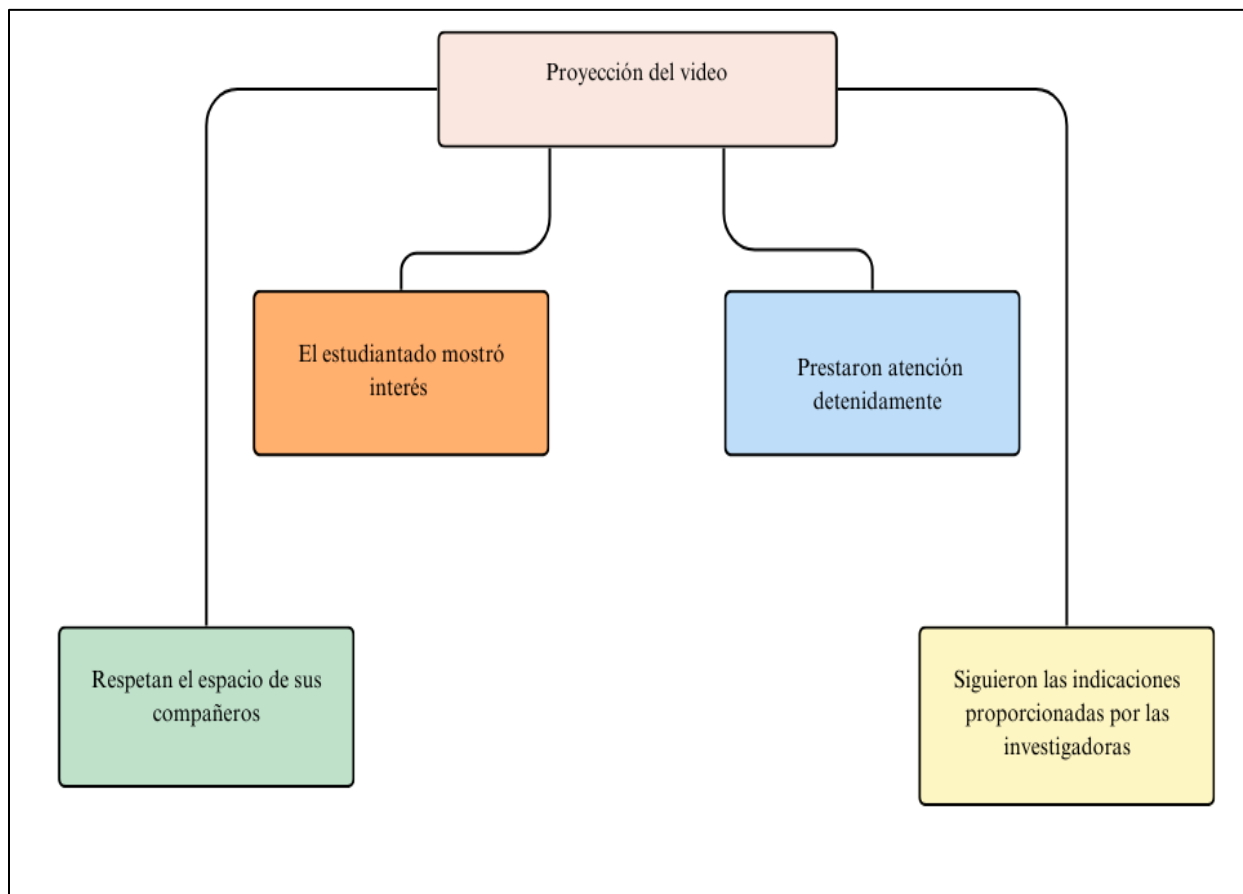 Proyección del video
El estudiantado mostró
interés
Prestaron atención
detenidamente
Respetan el espacio de sus
compañeros
Siguieron las indicaciones
proporcionadas por las
investigadoras